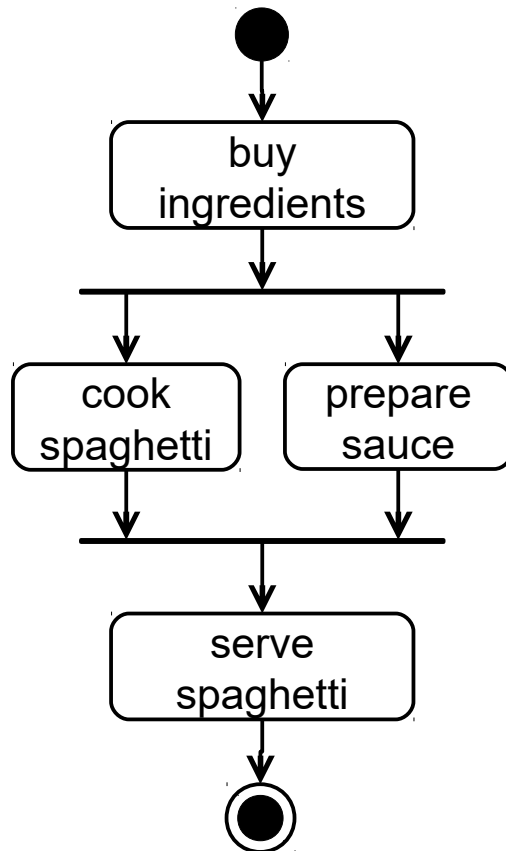 buy
ingredients
cook
spaghetti
prepare
sauce
serve
spaghetti